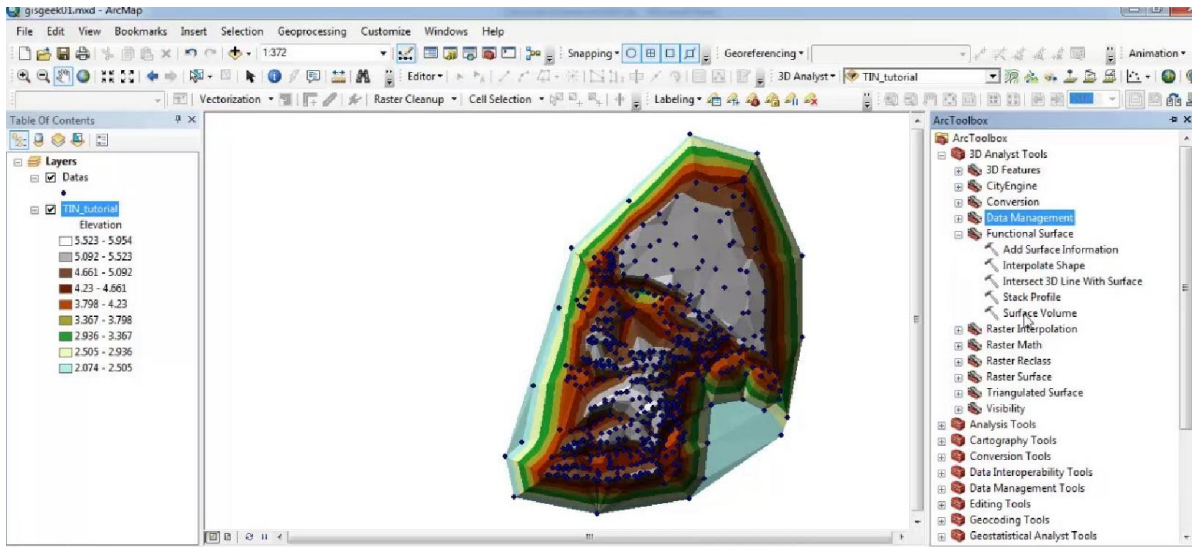 gisgeek01.mxd - ArcMap
File Edit View Bookmarks Insert Selection Geoprocessing Customize Windows Help
1:372 Snapping Georeferencing Animation
Editor 3D Analyst TIN_tutorial
Vectorization Raster Cleanup Cell Selection Labeling
Table Of Contents
Layers
Datas
TIN_tutorial
Elevation
5.523 - 5.954
5.092 - 5.523
4.661 - 5.092
4.23 - 4.661
3.798 - 4.23
3.367 - 3.798
2.936 - 3.367
2.505 - 2.936
2.074 - 2.505
ArcToolbox
ArcToolbox
3D Analyst Tools
3D Features
CityEngine
Conversion
Data Management
Functional Surface
Add Surface Information
Interpolate Shape
Intersect 3D Line With Surface
Stack Profile
Surface Volume
Raster Interpolation
Raster Math
Raster Reclass
Raster Surface
Triangulated Surface
Visibility
Analysis Tools
Cartography Tools
Conversion Tools
Data Interoperability Tools
Data Management Tools
Editing Tools
Geocoding Tools
Geostatistical Analyst Tools